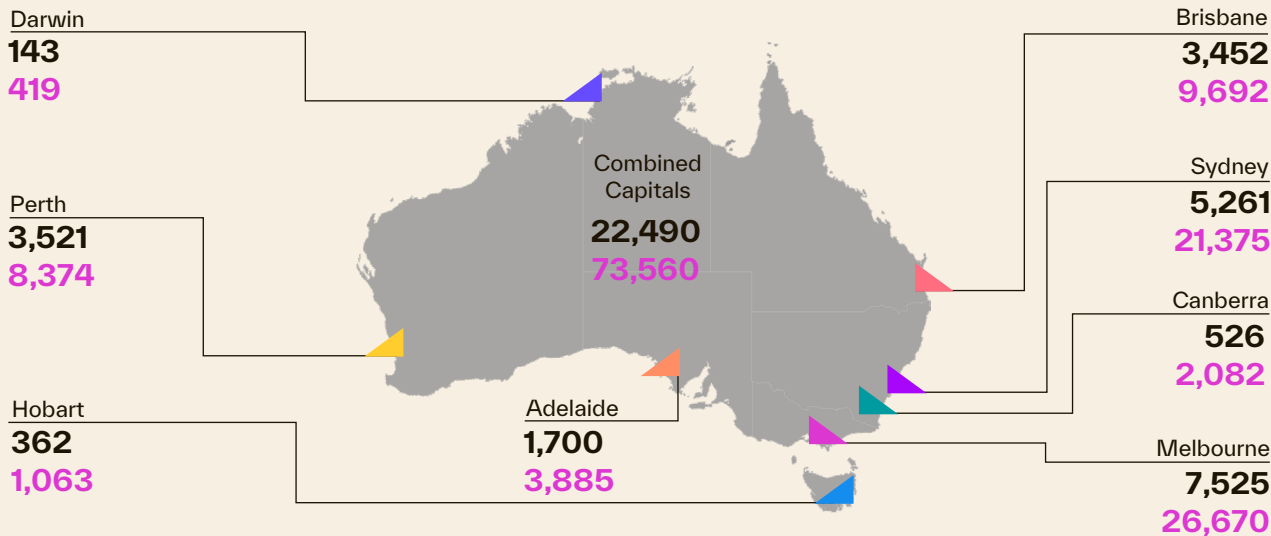 Darwin
143
419
Perth
3,521
8,374
Hobart
362
1,063
Combined
Capitals
22,490
73,560
Adelaide
1,700
3,885
Brisbane
3,452
9,692
Sydney
5,261
21,375
Canberra
526
2,082
Melbourne
7,525
26,670